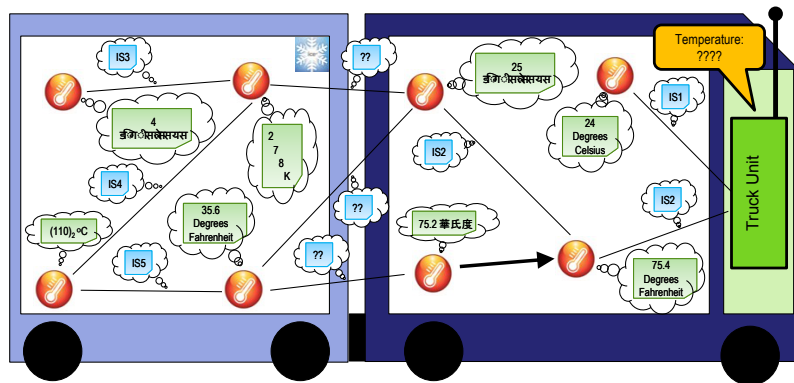 IS3
??
25
Temperature:
????
IS1
24
Degrees
Celsius
4
2
7
8
K
IS2
IS4
IS2
Truck Unit
35.6
Degrees
Fahrenheit
??
(110)₂ ºC
75.2 華氏度
IS5
??
75.4
Degrees
Fahrenheit